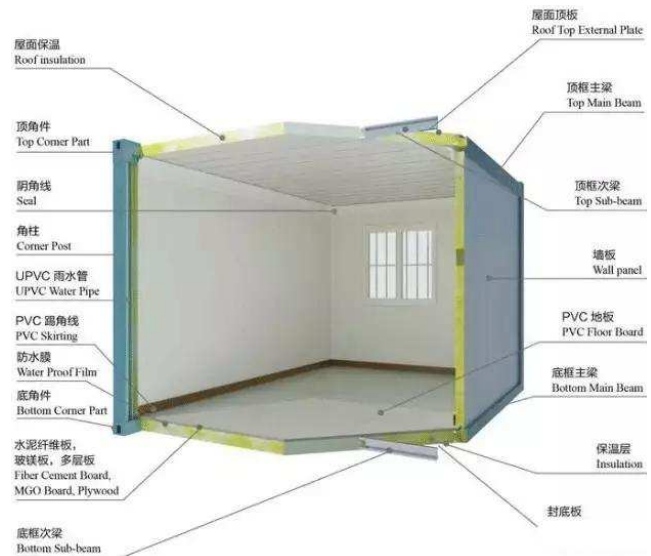 屋面保温
Roof insulation
顶角件
Top Corner Part
阴角线
Seal
角柱
Corner Post
UPVC 雨水管
UPVC Water Pipe
PVC 踢角线
PVC Skirting
防水膜
Water Proof Film
底角件
Bottom Corner Part
水泥纤维板，
玻镁板，多层板
Fiber Cement Board,
MGO Board, Plywood
底框次梁
Bottom Sub-beam
屋面顶板
Roof Top External Plate
顶框主梁
Top Main Beam
顶框次梁
Top Sub-beam
墙板
Wall panel
PVC 地板
PVC Floor Board
底框主梁
Bottom Main Beam
保温层
Insulation
封底板